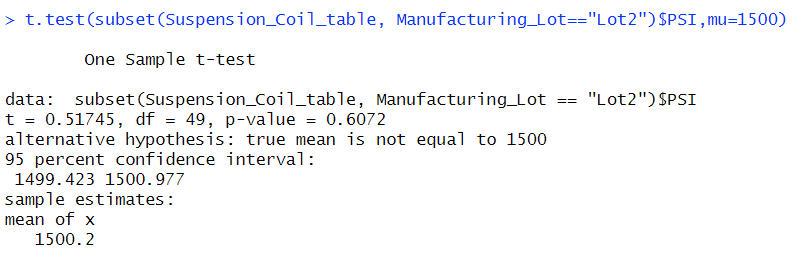 > t.test(subset(Suspension_Coil_table, Manufacturing_Lot=="Lot2")$PSI,mu=1500)
One Sample t-test
data:  subset(Suspension_Coil_table, Manufacturing_Lot == "Lot2")$PSI
t = 0.51745, df = 49, p-value = 0.6072
alternative hypothesis: true mean is not equal to 1500
95 percent confidence interval:
1499.423 1500.977
sample estimates:
mean of x
1500.2